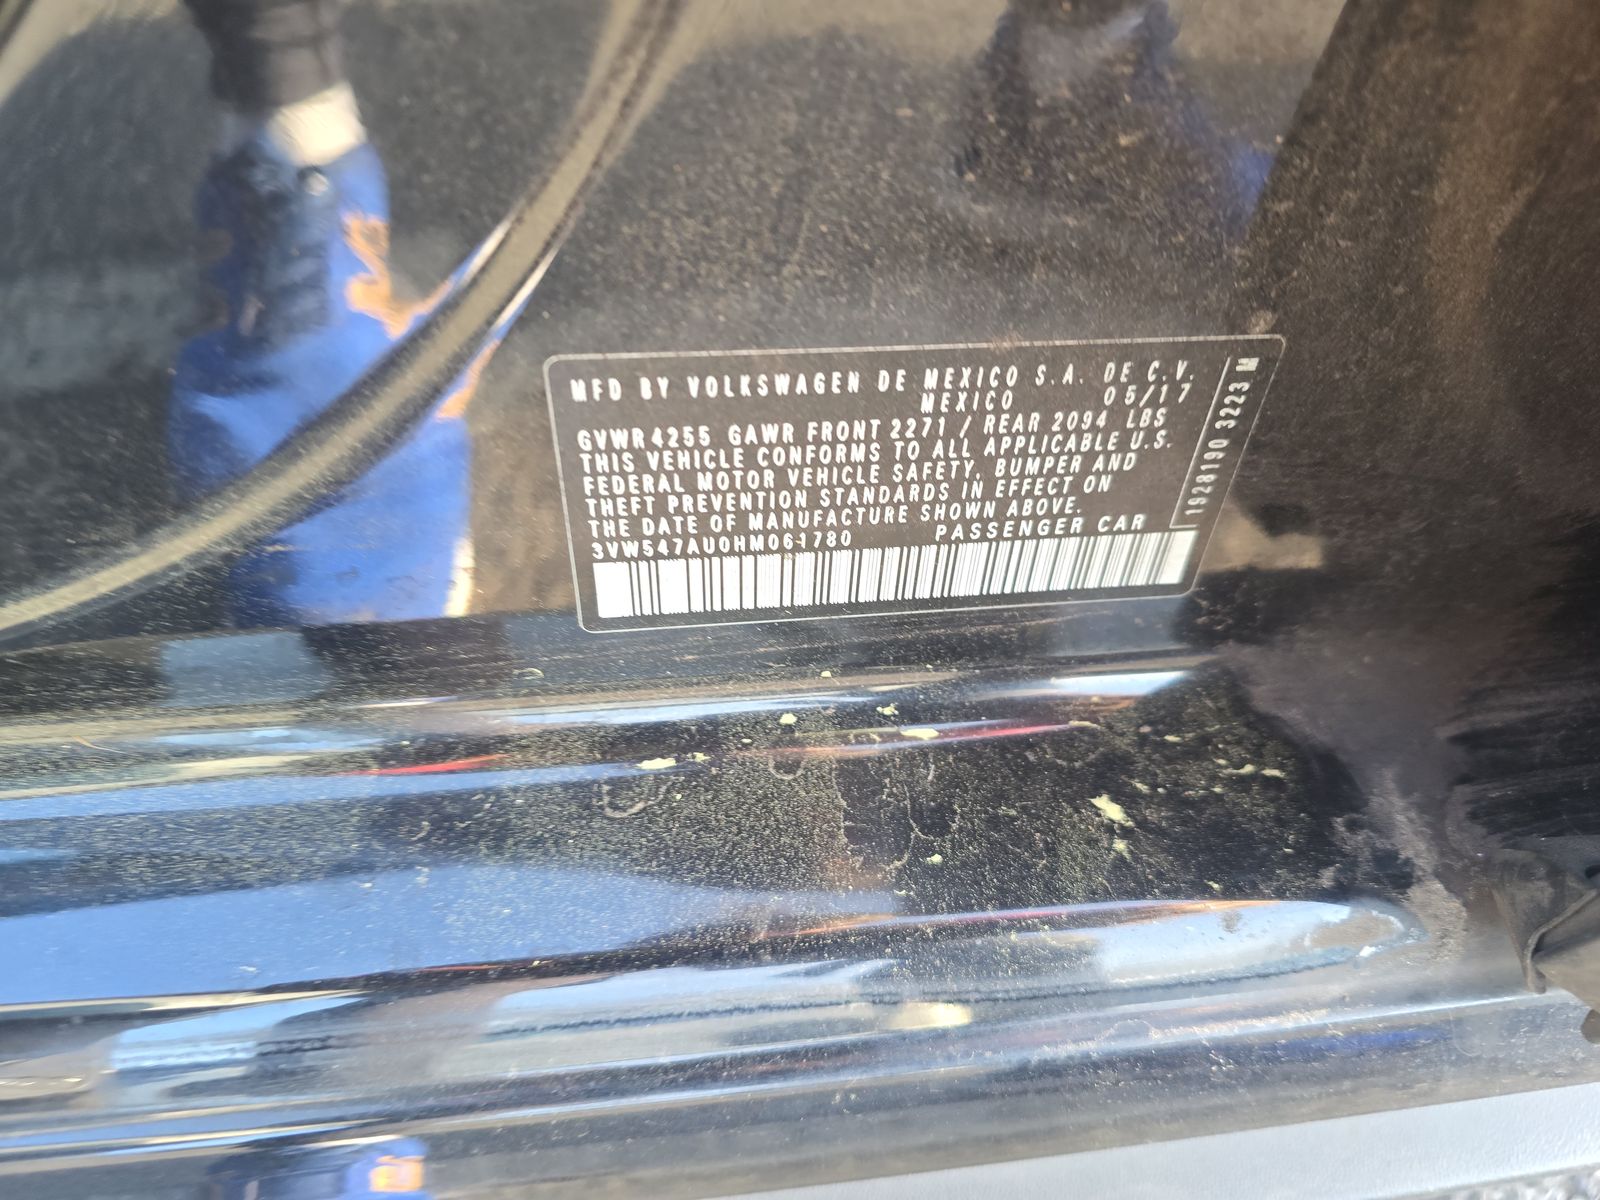 MFD BY VOLKSWAGEN DE MEXICO S.A. DE C.V.
MEXICO 05/17
GVWR 4255 GAWR FRONT 2271 / REAR 2094 LBS
THIS VEHICLE CONFORMS TO ALL APPLICABLE U.S.
FEDERAL MOTOR VEHICLE SAFETY, BUMPER AND
THEFT PREVENTION STANDARDS IN EFFECT ON
THE DATE OF MANUFACTURE SHOWN ABOVE.
3VW547AU0HM061780 PASSENGER CAR
1928190 3223 M